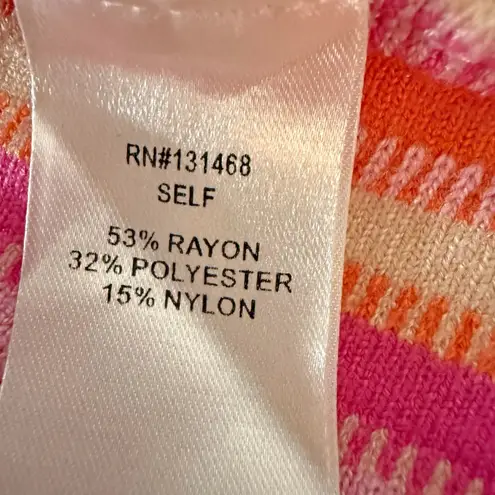 RN#131468
SELF
53% RAYON
32% POLYESTER
15% NYLON